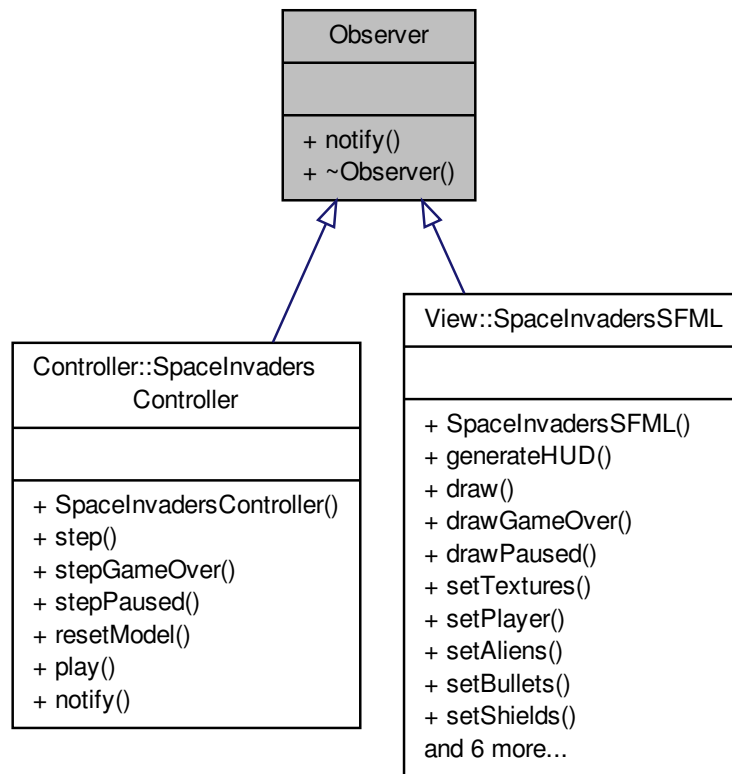 Observer
+ notify()
+ ~Observer()
Controller::SpaceInvaders
Controller
+ SpaceInvadersController()
+ step()
+ stepGameOver()
+ stepPaused()
+ resetModel()
+ play()
+ notify()
View::SpaceInvadersSFML
+ SpaceInvadersSFML()
+ generateHUD()
+ draw()
+ drawGameOver()
+ drawPaused()
+ setTextures()
+ setPlayer()
+ setAliens()
+ setBullets()
+ setShields()
and 6 more...